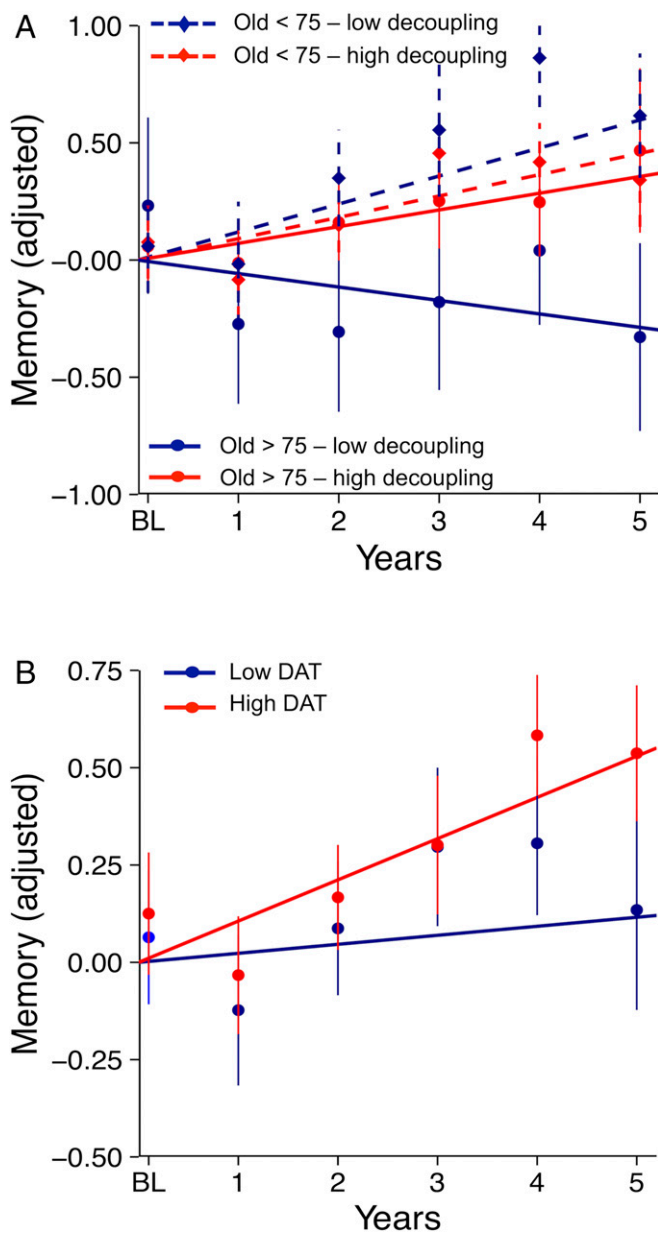 A
Old < 75 – low decoupling
Old < 75 – high decoupling
1.00
0.50
−0.00
−0.50
−1.00
Memory (adjusted)
Old > 75 – low decoupling
Old > 75 – high decoupling
BL 1 2 3 4 5
Years
B
Low DAT
High DAT
0.75
0.50
0.25
0.00
−0.25
−0.50
Memory (adjusted)
BL 1 2 3 4 5
Years